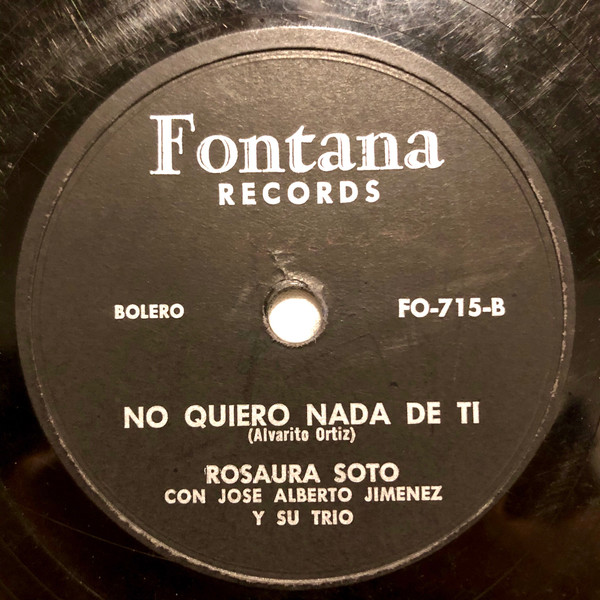 Fontana
RECORDS
BOLERO
FO-715-B
NO QUIERO NADA DE TI
(Alvarito Ortiz)
ROSAURA SOTO
CON JOSE ALBERTO JIMENEZ
Y SU TRIO